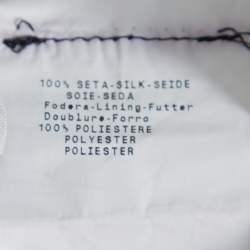 100% SETA-SILK-SEIDE
SOIE-SEDA
Fodera-Lining-Futter
Doublure-Forro
100% POLIESTERE
POLYESTER
POLIESTER